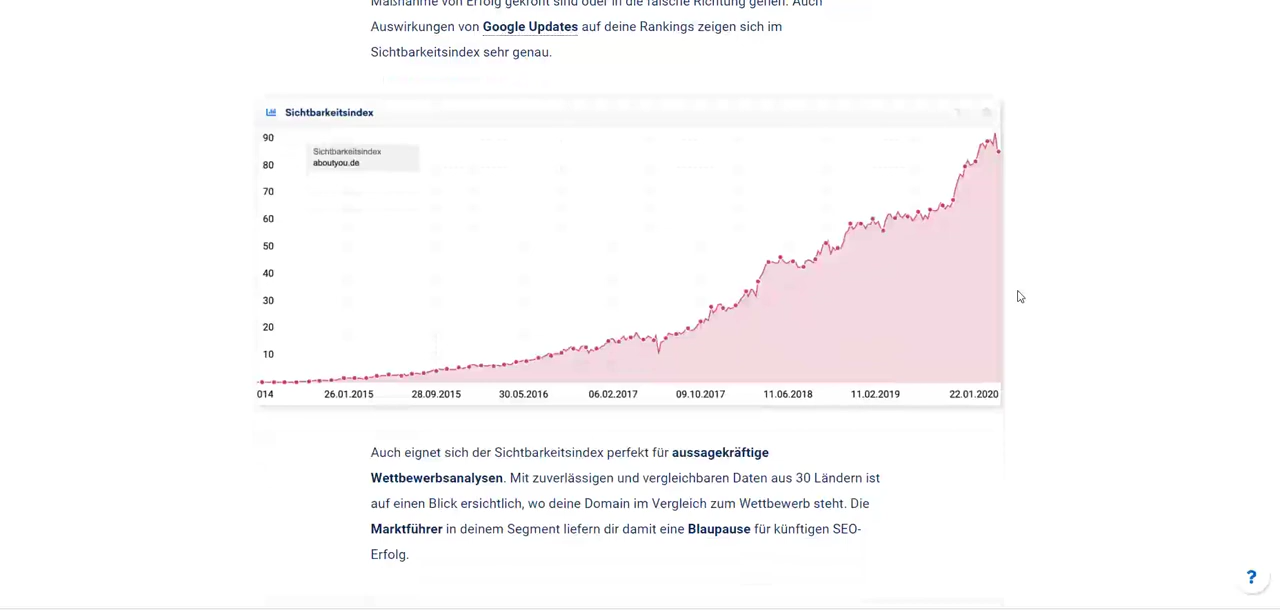 Maßnahme von Erfolg gekrönt sind oder in die falsche Richtung gehen. Auch
Auswirkungen von Google Updates auf deine Rankings zeigen sich im
Sichtbarkeitsindex sehr genau.
Sichtbarkeitsindex
90
Sichtbarkeitsindex
aboutyou.de
80
70
60
50
40
30
20
10
014 26.01.2015 28.09.2015 30.05.2016 06.02.2017 09.10.2017 11.06.2018 11.02.2019 22.01.2020
Auch eignet sich der Sichtbarkeitsindex perfekt für aussagekräftige
Wettbewerbsanalysen. Mit zuverlässigen und vergleichbaren Daten aus 30 Ländern ist
auf einen Blick ersichtlich, wo deine Domain im Vergleich zum Wettbewerb steht. Die
Marktführer in deinem Segment liefern dir damit eine Blaupause für künftigen SEO-
Erfolg.
?